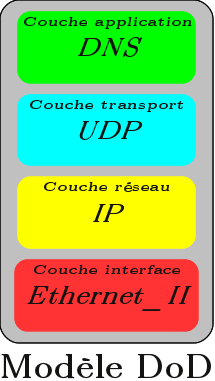 Couche application
DNS
Couche transport
UDP
Couche réseau
IP
Couche interface
Ethernet_II
Modèle DoD